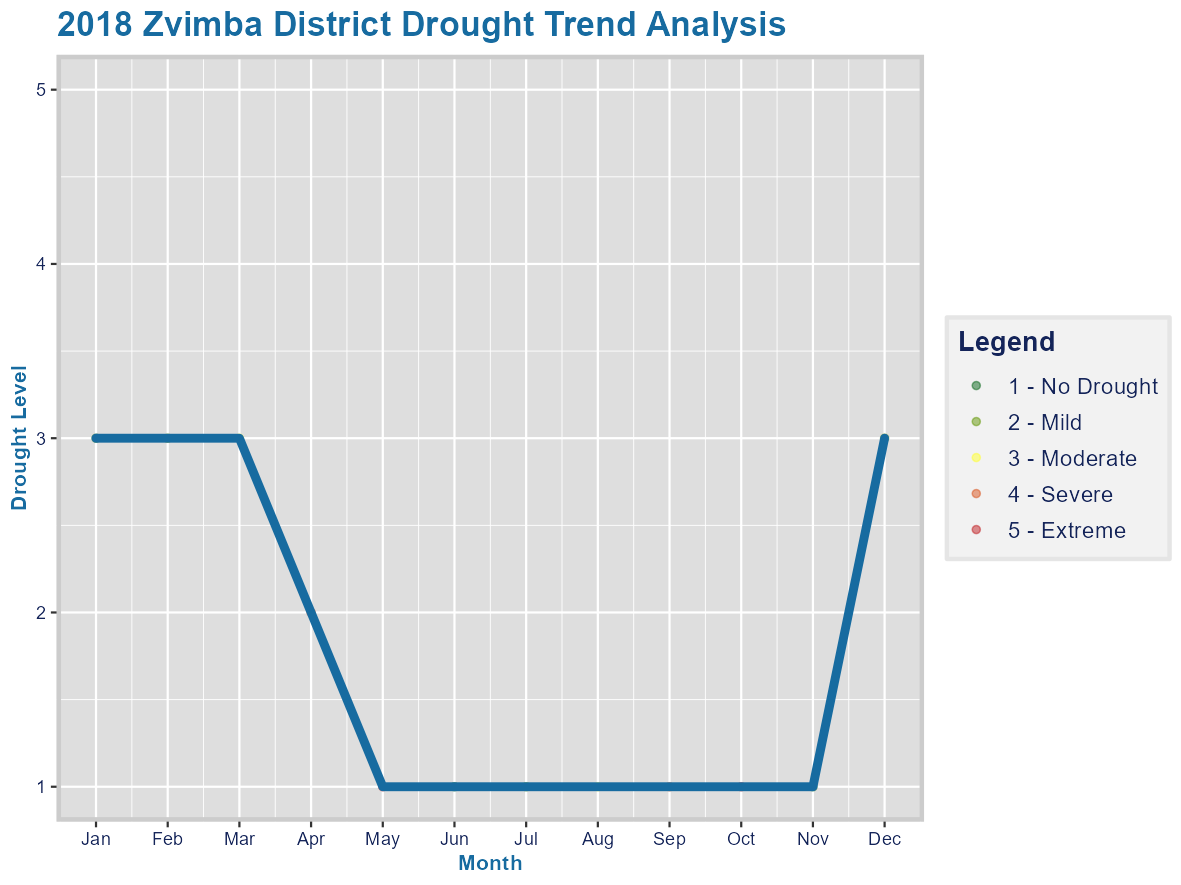 2018 Zvimba District Drought Trend Analysis
5
4
3
2
1
Drought Level
Jan Feb Mar Apr May Jun Jul Aug Sep Oct Nov Dec
Month
Legend
1 - No Drought
2 - Mild
3 - Moderate
4 - Severe
5 - Extreme